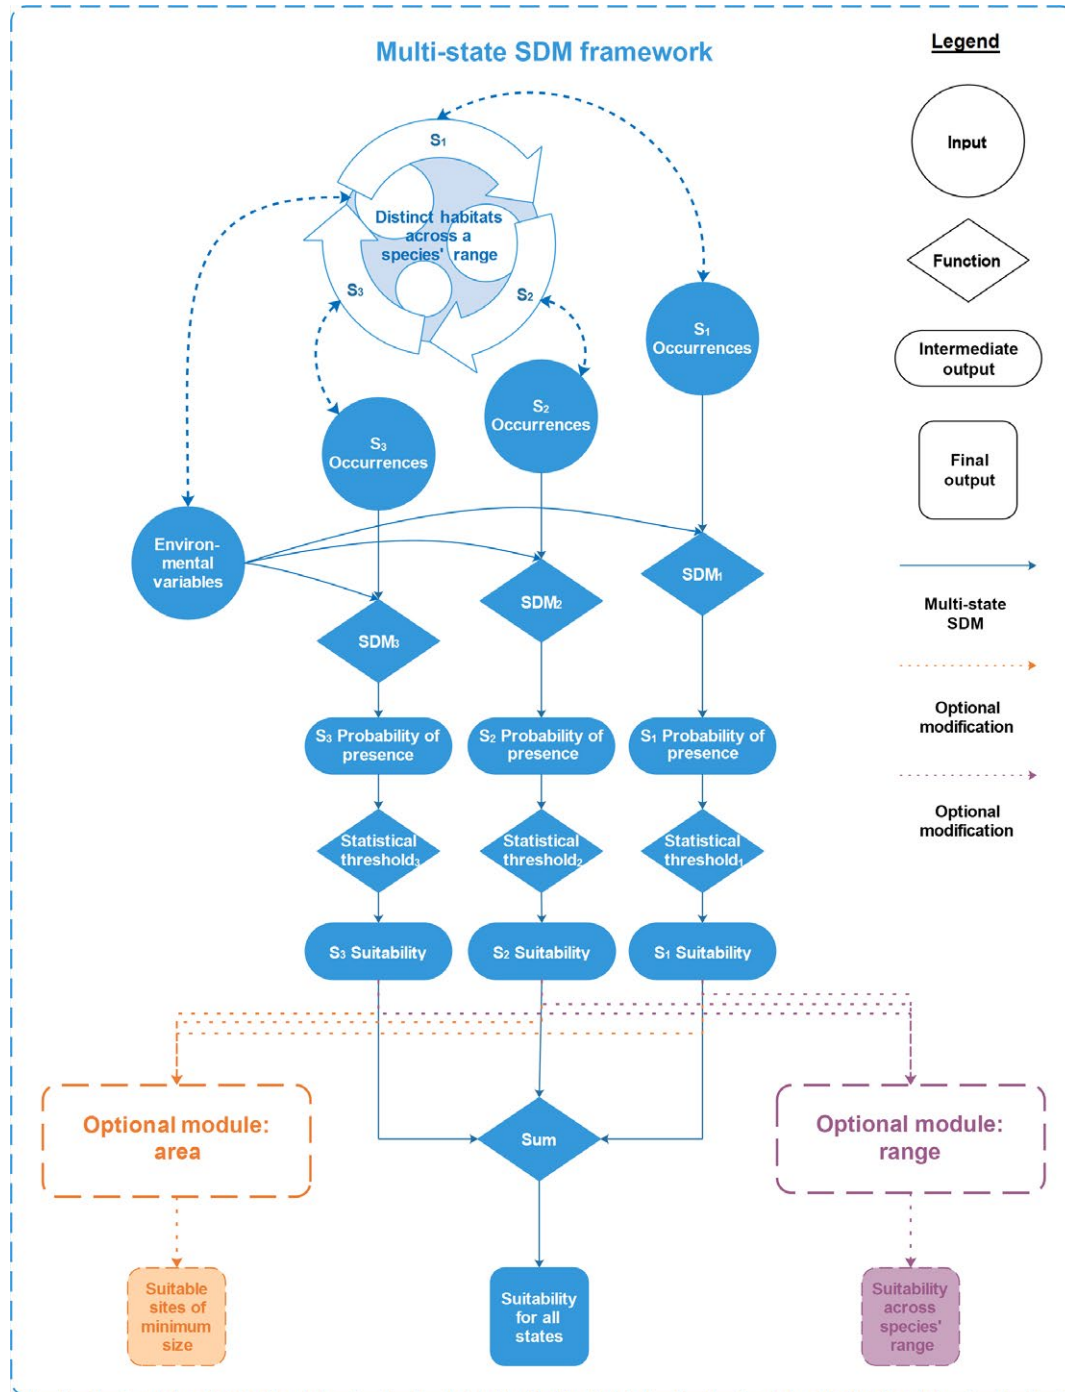 Multi-state SDM framework
Legend
S₁
Distinct habitats
across a
species' range
S₃
S₂
Input
Function
Intermediate
output
Final
output
Multi-state
SDM
Optional
modification
Optional
modification
S₁
Occurrences
S₂
Occurrences
S₃
Occurrences
Environ-
mental
variables
SDM₁
SDM₂
SDM₃
S₃ Probability of
presence
S₂ Probability of
presence
S₁ Probability of
presence
Statistical
threshold₃
Statistical
threshold₂
Statistical
threshold₁
S₃ Suitability
S₂ Suitability
S₁ Suitability
Optional module:
area
Sum
Optional module:
range
Suitable
sites of
minimum
size
Suitability
for all
states
Suitability
across
species'
range